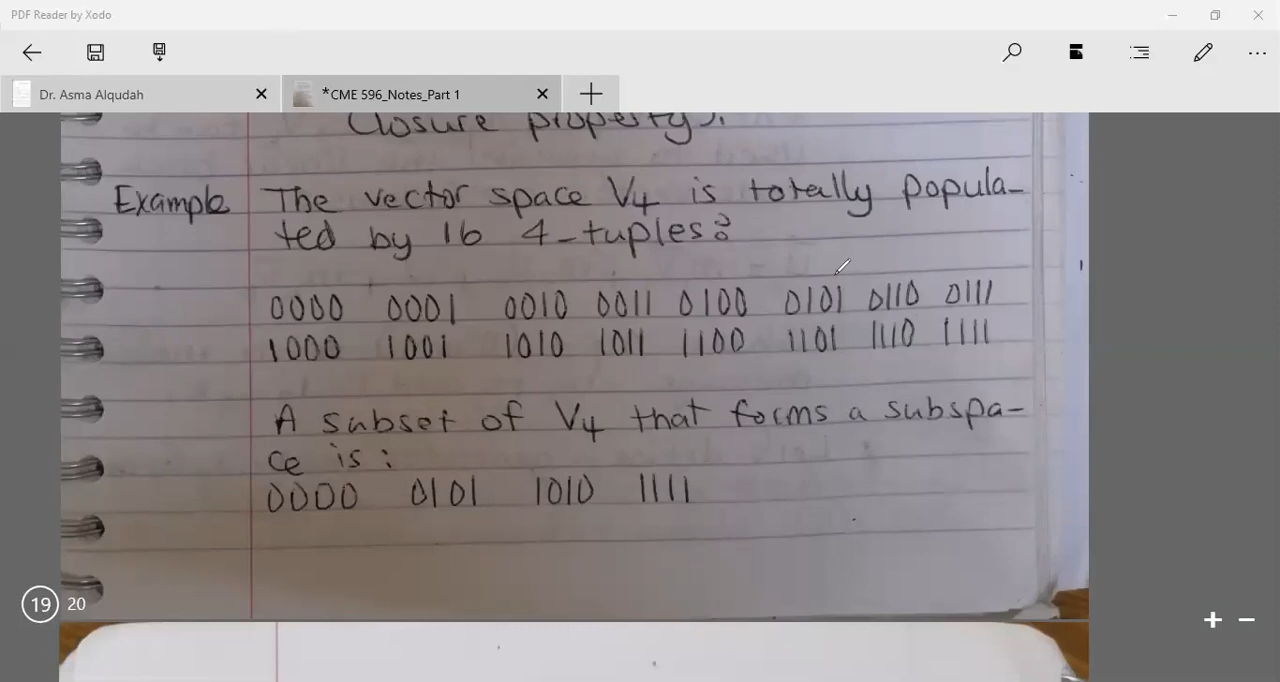 PDF Reader by Xodo
Dr. Asma Alqudah
*CME 596_Notes_Part 1
Closure property).
Example The vector space V4 is totally popula-
ted by 16 4-tuples:
0000 0001 0010 0011 0100 0101 0110 0111
1000 1001 1010 1011 1100 1101 1110 1111
A subset of V4 that forms a subspa-
ce is:
0000 0101 1010 1111
19 20